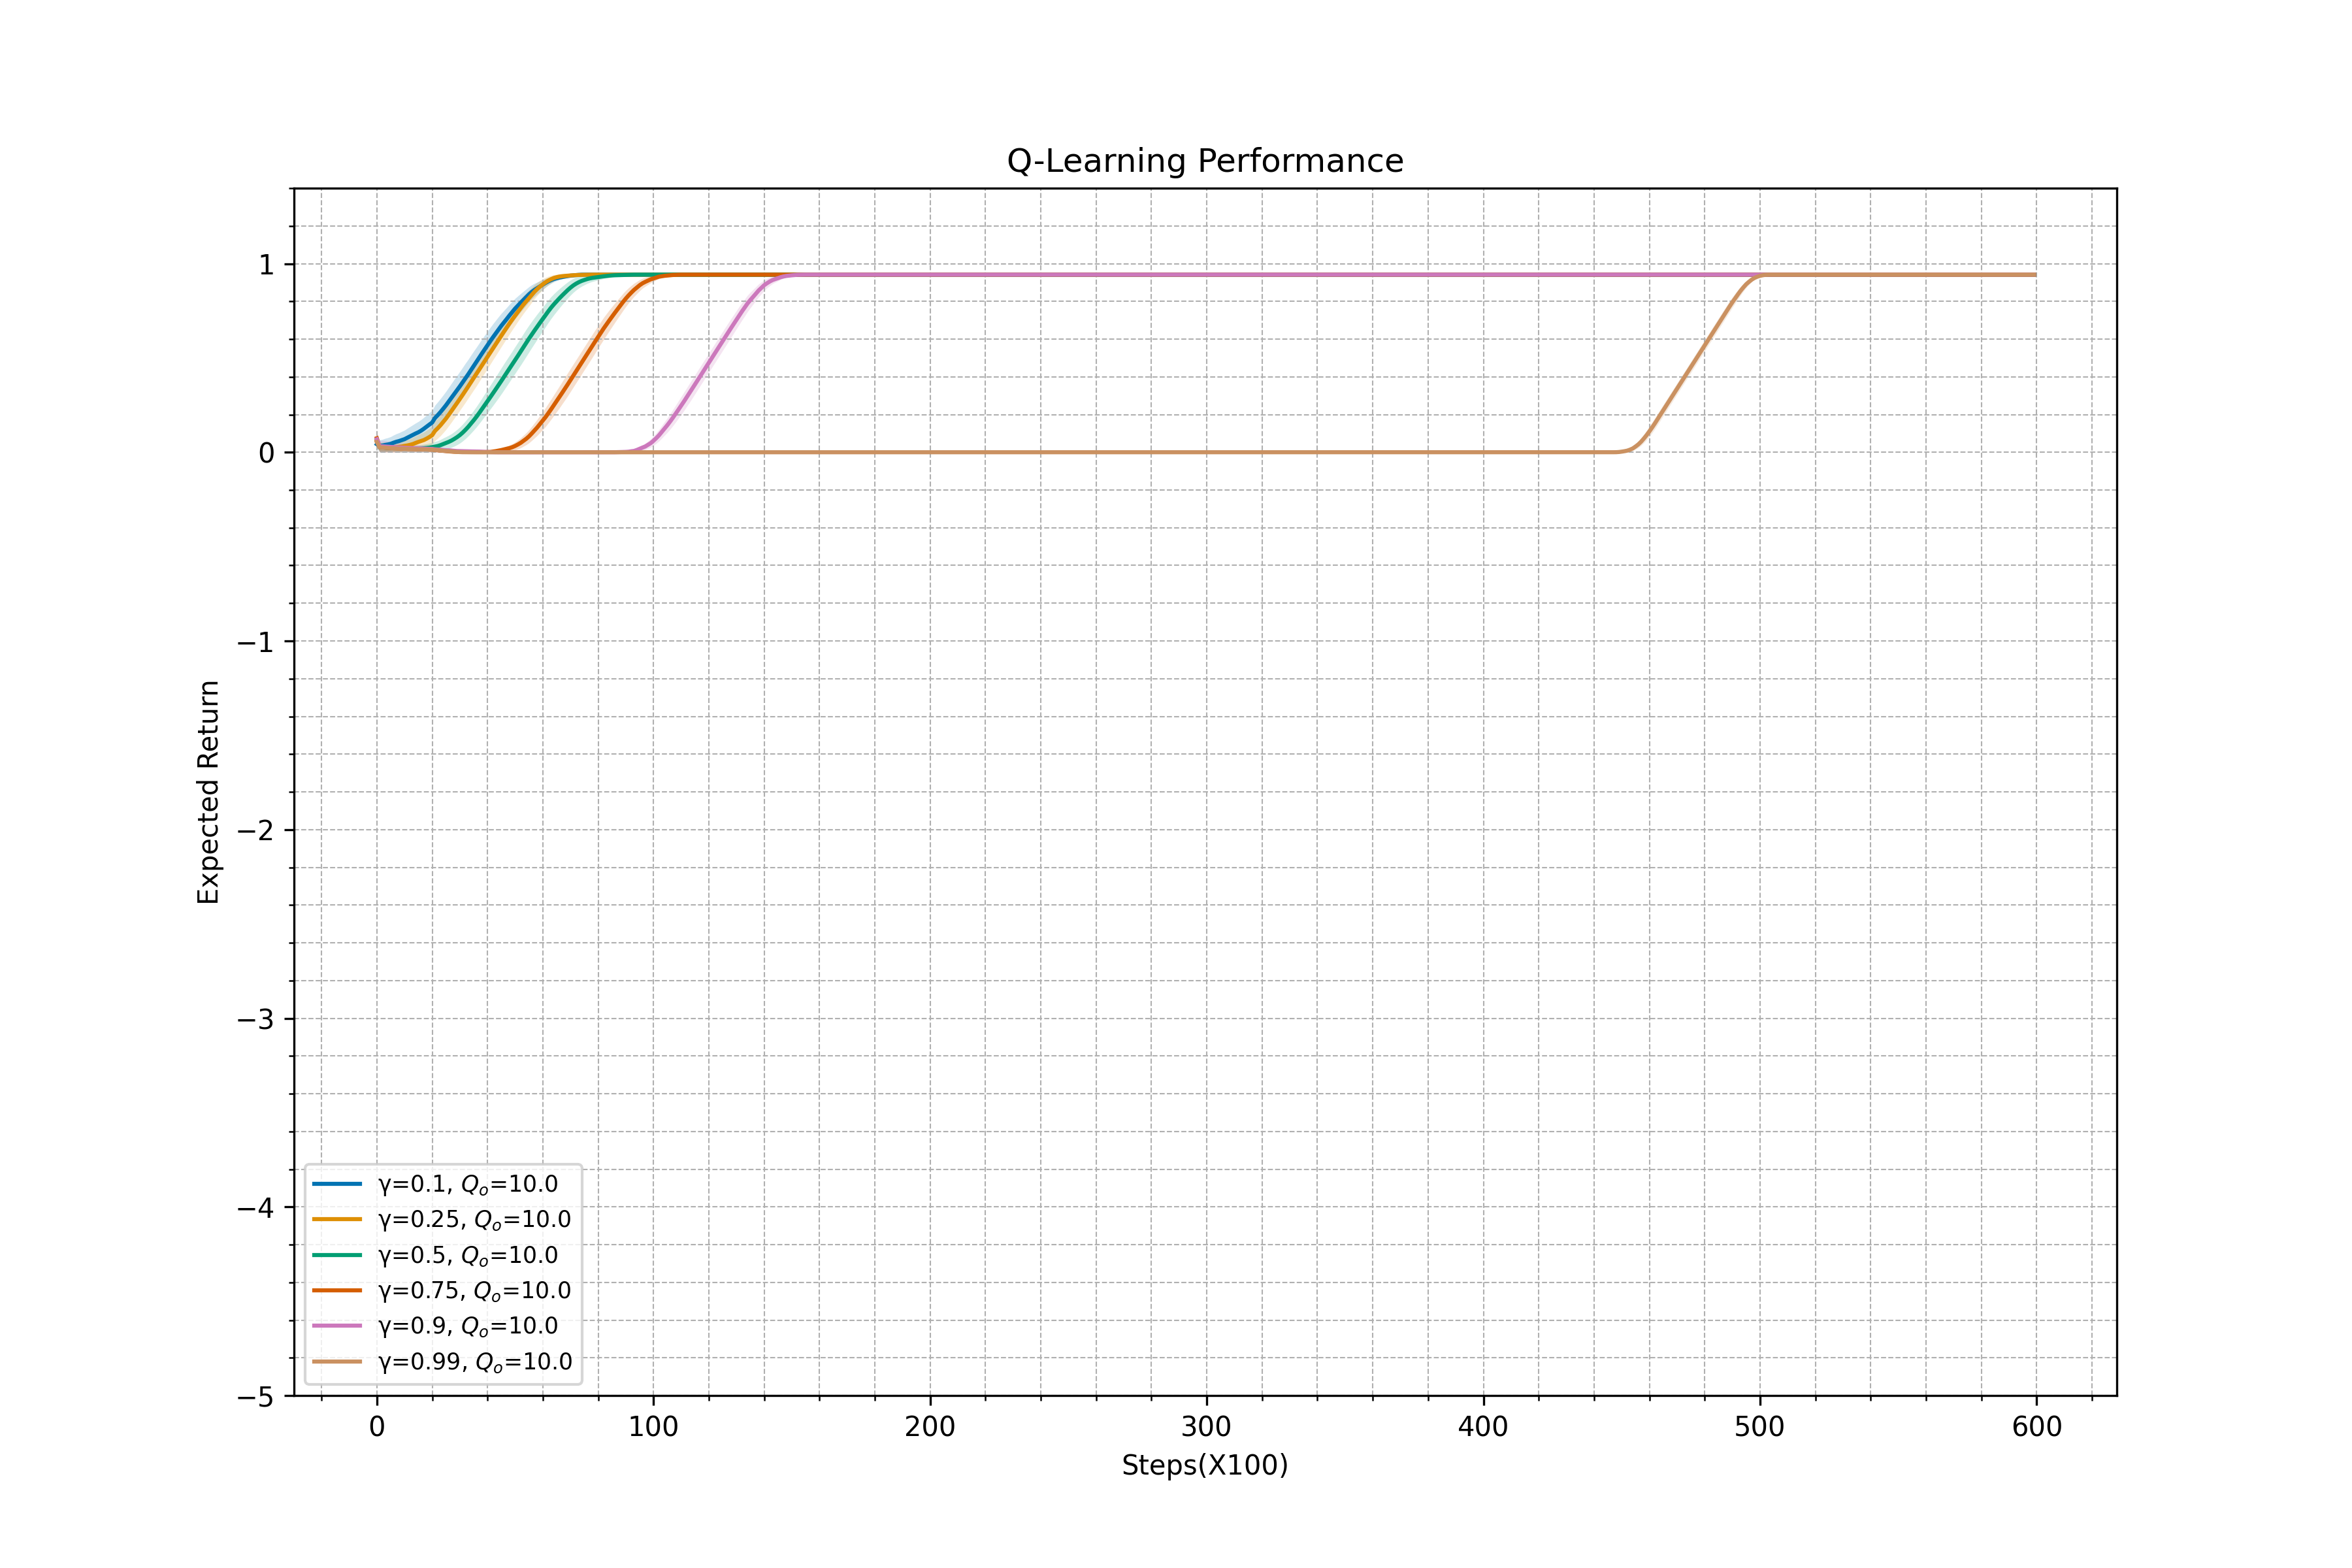 Q-Learning Performance
Expected Return
1
0
−1
−2
−3
−4
−5
γ=0.1, Qₒ=10.0
γ=0.25, Qₒ=10.0
γ=0.5, Qₒ=10.0
γ=0.75, Qₒ=10.0
γ=0.9, Qₒ=10.0
γ=0.99, Qₒ=10.0
0 100 200 300 400 500 600
Steps(X100)